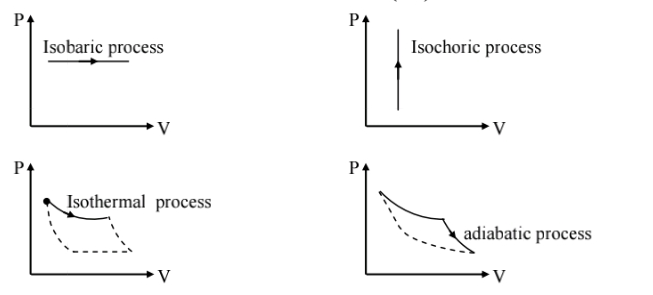 P
Isobaric process
V
P
Isochoric process
V
P
Isothermal process
V
P
adiabatic process
V